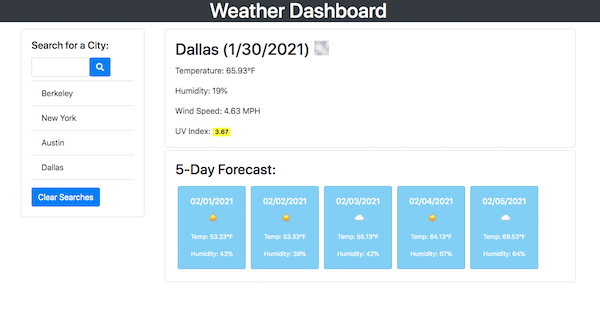 Weather Dashboard
Search for a City:
Berkeley
New York
Austin
Dallas
Clear Searches
Dallas (1/30/2021)
Temperature: 65.93°F
Humidity: 19%
Wind Speed: 4.63 MPH
UV Index: 3.67
5-Day Forecast:
02/01/2021
Temp: 53.33°F
Humidity: 43%
02/02/2021
Temp: 53.33°F
Humidity: 39%
02/03/2021
Temp: 55.13°F
Humidity: 42%
02/04/2021
Temp: 64.13°F
Humidity: 67%
02/05/2021
Temp: 69.53°F
Humidity: 64%